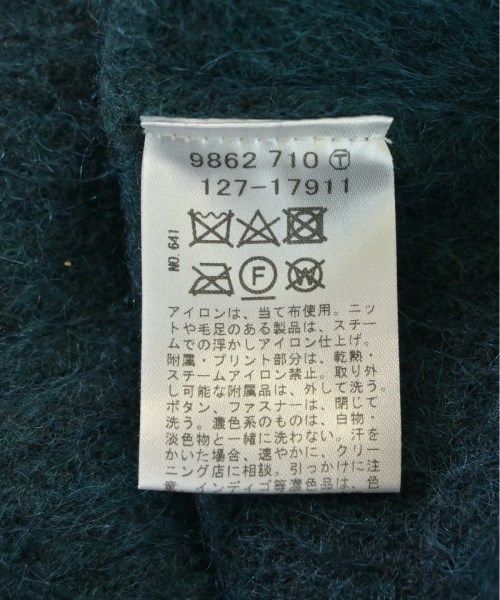 9862 710 Ⓣ
127-17911
NO. 641
F
W
アイロンは、当て布使用。ニッ
トや毛足のある製品は、スチー
ムでの浮かしアイロン仕上げ。
附属・プリント部分は、乾熱・
スチームアイロン禁止。取り外
し可能な附属品は、外して洗う。
ボタン、ファスナーは、閉じて
洗う。濃色系のものは、白物・
淡色物と一緒に洗わない。汗を
かいた場合、速やかに、クリー
ニング店に相談。引っかけに注
意。インディゴ等濃色品は、色